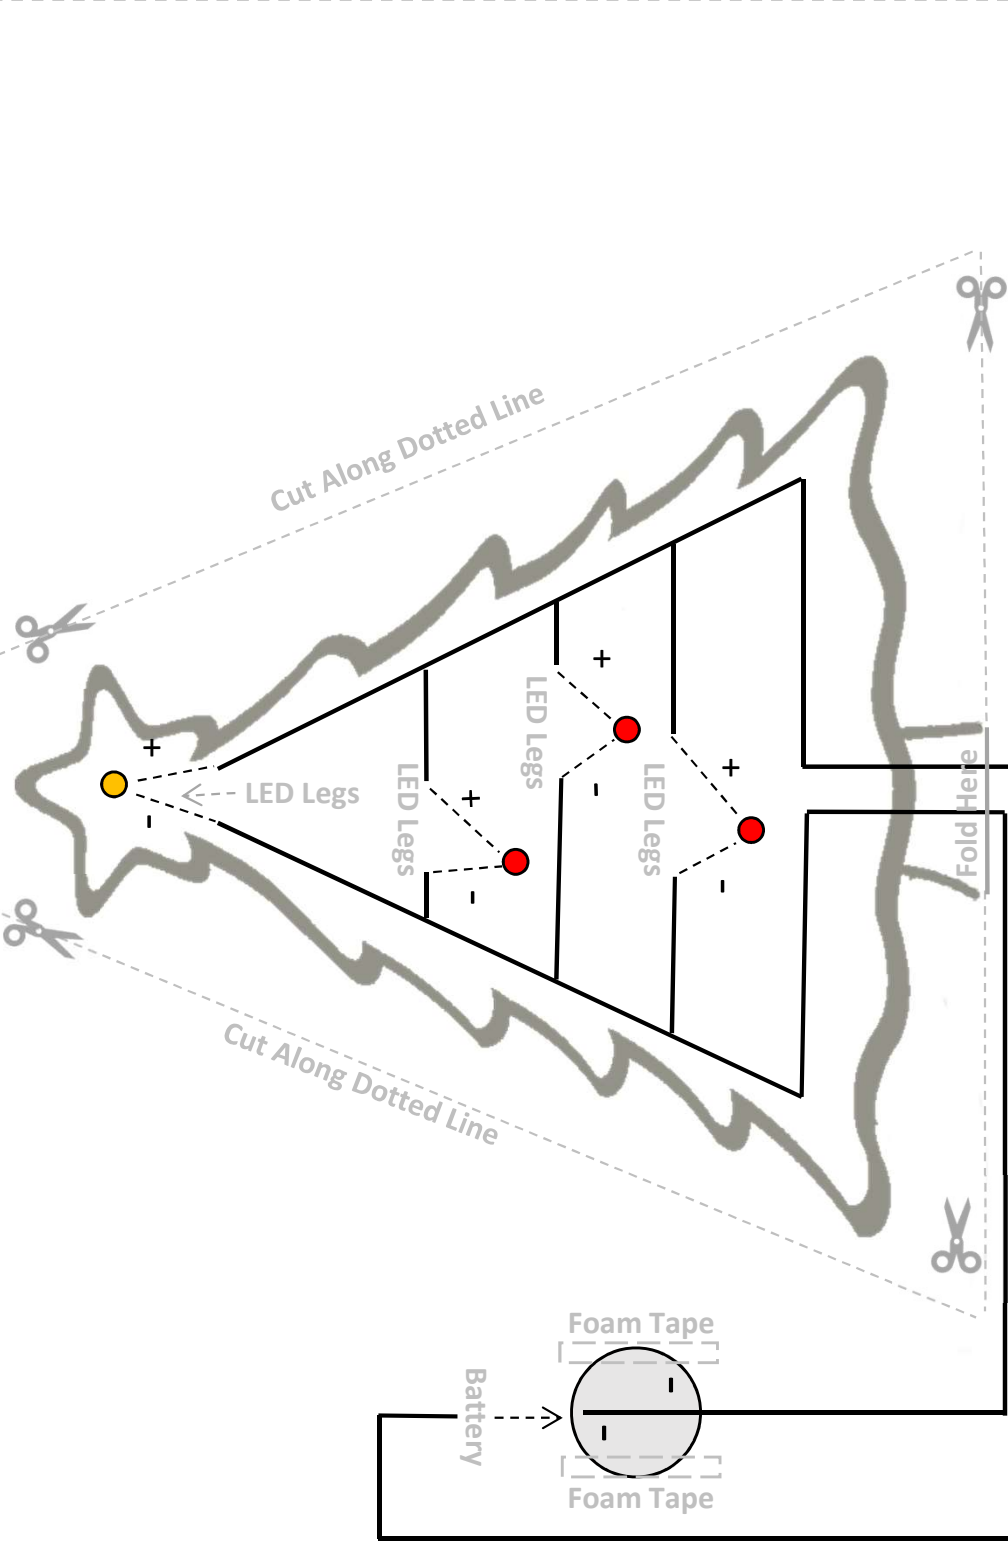 Cut Along Dotted Line
+
-
LED Legs
LED Legs
+
-
LED Legs
+
-
LED Legs
+
-
Fold Here
Cut Along Dotted Line
Foam Tape
Battery
-
-
Foam Tape